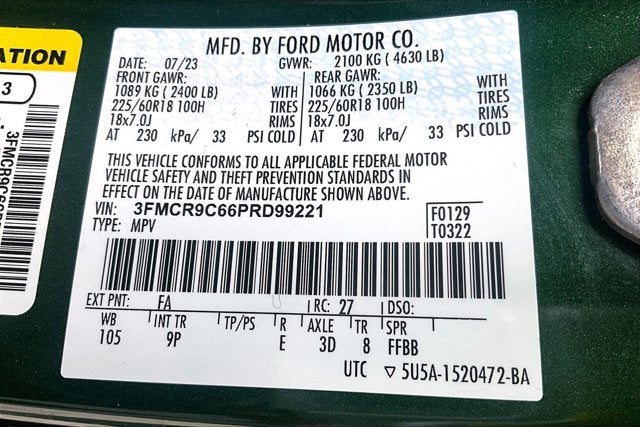 ATION
3
3FMCR9C6
MFD. BY FORD MOTOR CO.
DATE: 07/23 GVWR: 2100 KG ( 4630 LB)
FRONT GAWR: REAR GAWR:
1089 KG ( 2400 LB) WITH 1066 KG ( 2350 LB) WITH
225/60R18 100H TIRES 225/60R18 100H TIRES
18x7.0J RIMS 18x7.0J RIMS
AT 230 kPa/ 33 PSI COLD AT 230 kPa/ 33 PSI COLD
THIS VEHICLE CONFORMS TO ALL APPLICABLE FEDERAL MOTOR
VEHICLE SAFETY AND THEFT PREVENTION STANDARDS IN
EFFECT ON THE DATE OF MANUFACTURE SHOWN ABOVE.
VIN: 3FMCR9C66PRD99221 F0129
TYPE: MPV T0322
EXT PNT: FA RC: 27 DSO:
WB INT TR TP/PS R AXLE TR SPR
105 9P E 3D 8 FFBB
UTC ▽ 5U5A-1520472-BA